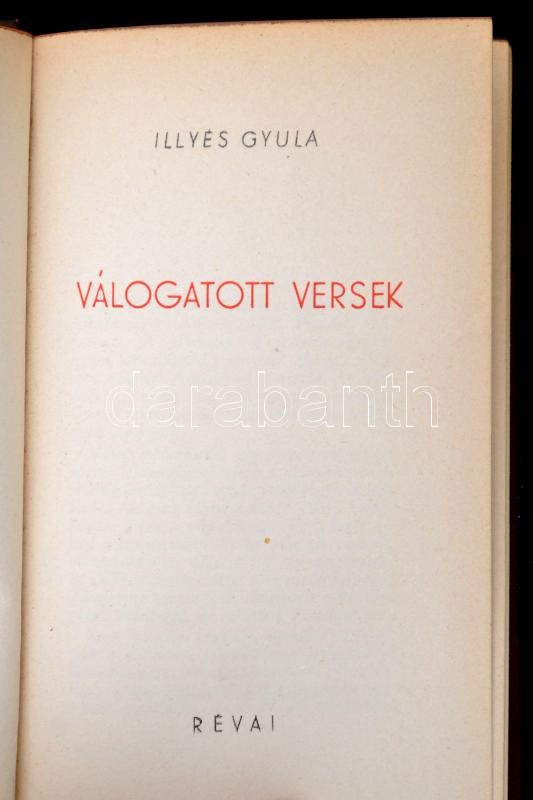 ILLYÉS GYULA
VÁLOGATOTT VERSEK
darabanth
RÉVAI